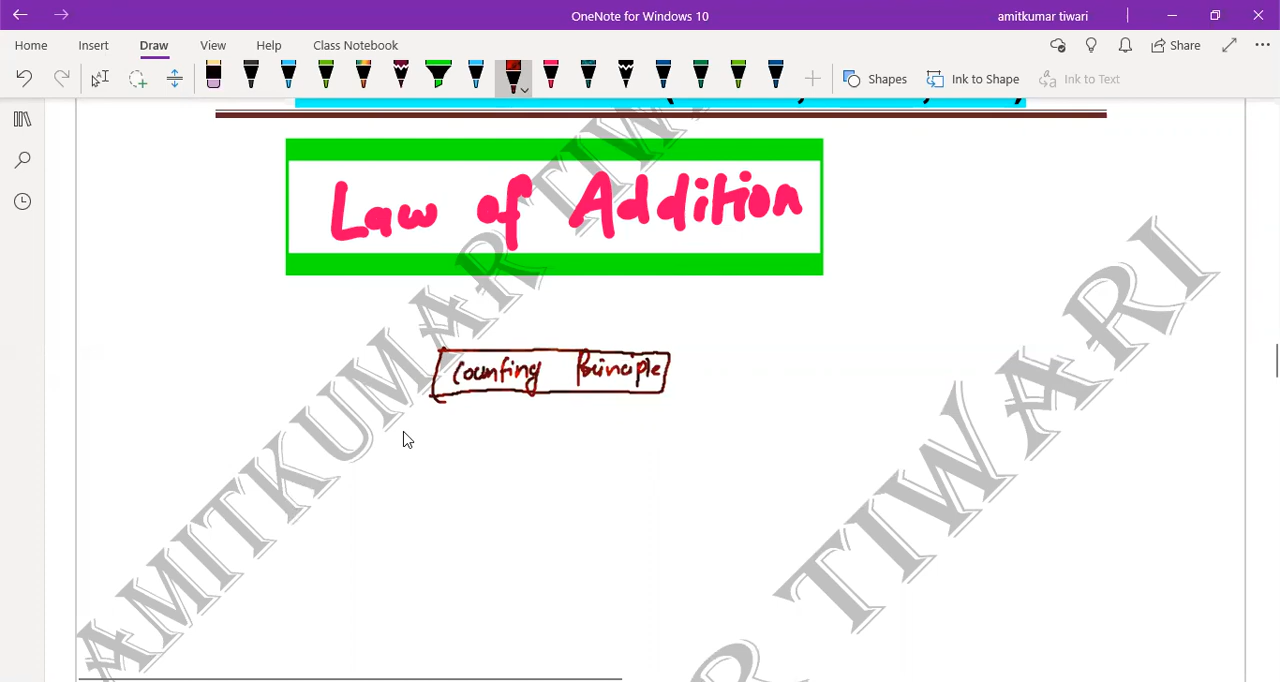 OneNote for Windows 10
amitkumar tiwari
Home Insert Draw View Help Class Notebook
Share
Shapes Ink to Shape Ink to Text
Law of Addition
Counting Principle
AMITKUMAR TIWARI
R TIWARI